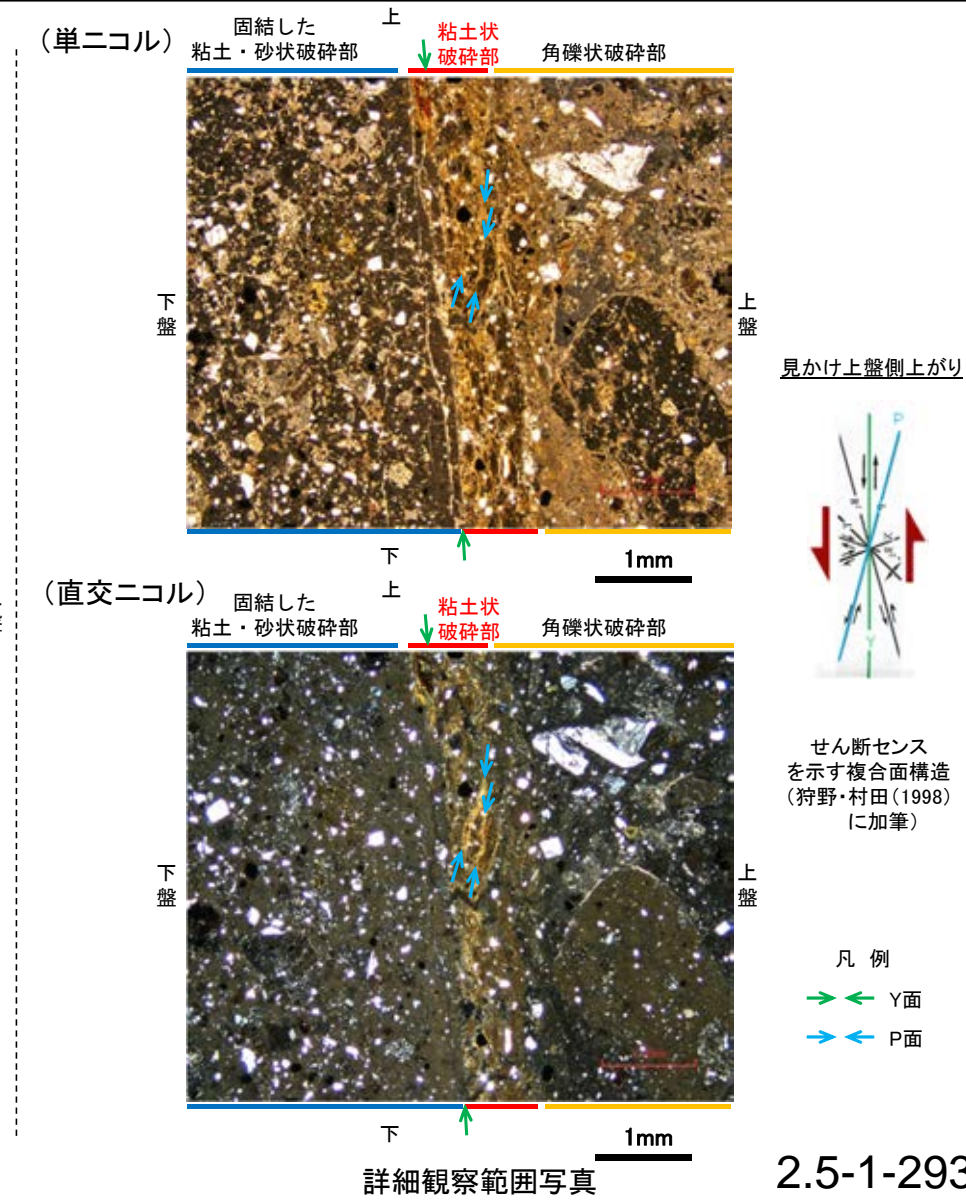 （単ニコル）
固結した
粘土・砂状破砕部
上
粘土状
破砕部
角礫状破砕部
下
盤
上
盤
下
1mm
見かけ上盤側上がり
P
Y
せん断センス
を示す複合面構造
（狩野・村田(1998)
に加筆）
（直交ニコル）
固結した
粘土・砂状破砕部
上
粘土状
破砕部
角礫状破砕部
下
盤
上
盤
下
1mm
凡 例
Y面
P面
詳細観察範囲写真
2.5-1-293